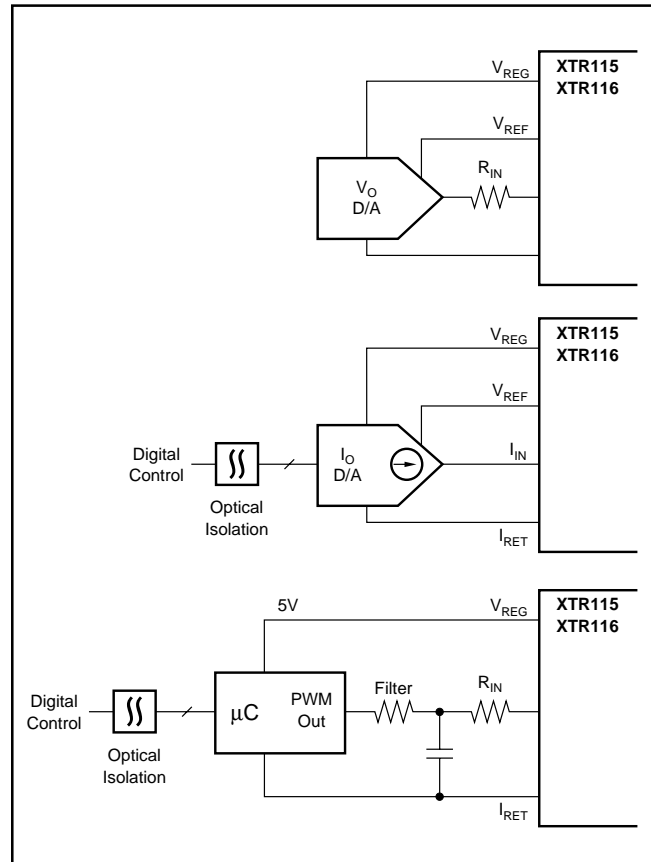 V_REG
XTR115
XTR116
V_REF
R_IN
V_O
D/A
V_REG
XTR115
XTR116
V_REF
Digital
Control
I_O
D/A
I_IN
Optical
Isolation
I_RET
5V
V_REG
XTR115
XTR116
Digital
Control
µC
PWM
Out
Filter
R_IN
Optical
Isolation
I_RET